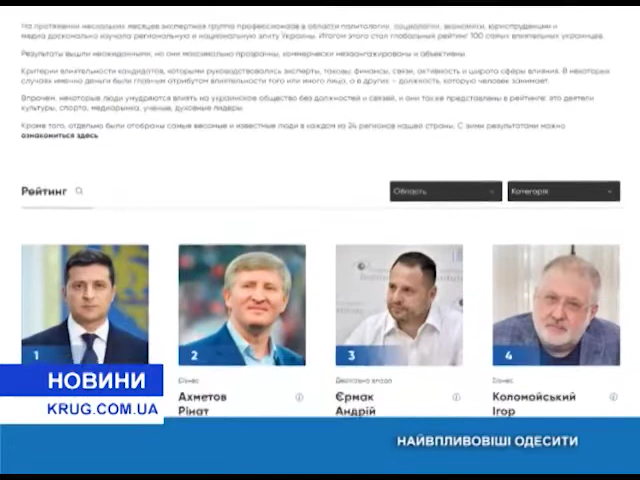 На протяжении нескольких месяцев экспертная группа профессионалов в области политологии, социологии, экономики, юриспруденции и
медиа досконально изучала региональную и национальную элиту Украины. Итогом этого стал глобальный рейтинг 100 самых влиятельных украинцев.
Результаты вышли неожиданными, но они максимально прозрачны, коммерчески незаангажированы и объективны.
Критерии влиятельности кандидатов, которыми руководствовались эксперты, таковы: финансы, связи, активность и широта сферы влияния. В некоторых
случаях именно деньги были главным атрибутом влиятельности того или иного лица, а в других – должность, которую человек занимает.
Впрочем, некоторые люди умудряются влиять на украинское общество без должностей и связей, и они также представлены в рейтинге: это деятели
культуры, спорта, медиарынка, ученые, духовные лидеры.
Кроме того, отдельно были отобраны самые весомые и известные люди в каждом из 24 регионов нашей страны. С этими результатами можно
ознакомиться здесь
Рейтинг
Область
Категорія
1
2
3
4
Бізнес
Державна влада
Бізнес
Ахметов
Рінат
Єрмак
Андрій
Коломойський
Ігор
НОВИНИ
KRUG.COM.UA
НАЙВПЛИВОВІШІ ОДЕСИТИ